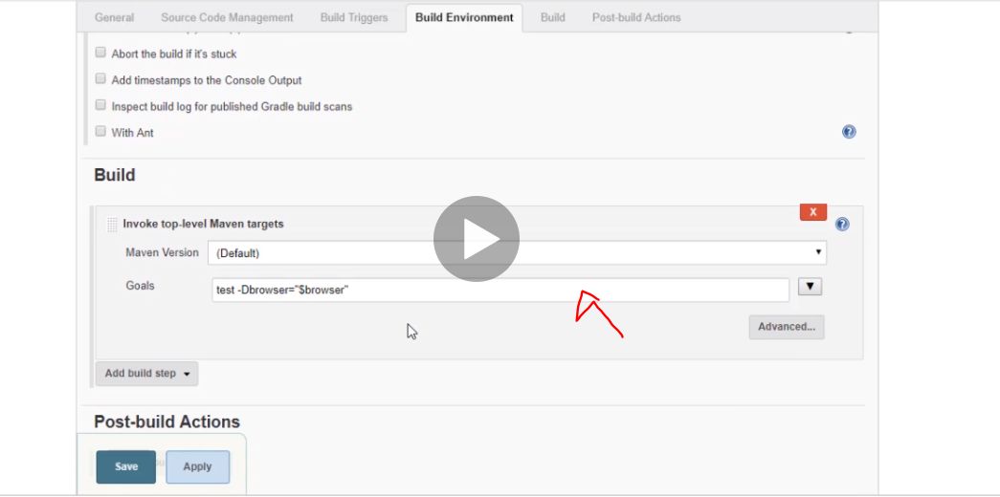 General Source Code Management Build Triggers Build Environment Build Post-build Actions
Abort the build if it's stuck
Add timestamps to the Console Output
Inspect build log for published Gradle build scans
With Ant
Build
X
Invoke top-level Maven targets
Maven Version (Default)
Goals test -Dbrowser="$browser"
Advanced...
Add build step
Post-build Actions
Save Apply